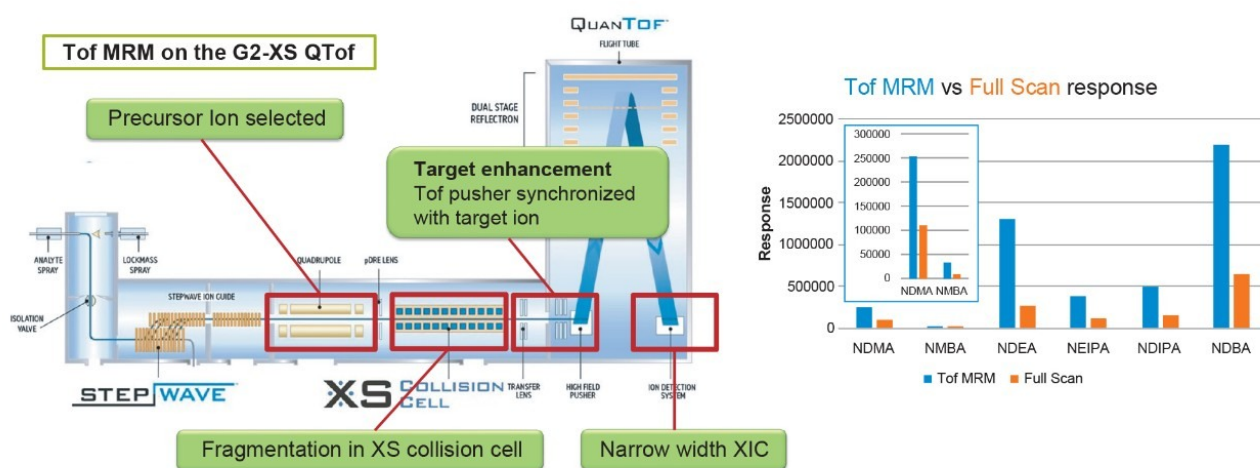 Tof MRM on the G2-XS QTof
QUANTOF™
FLIGHT TUBE
DUAL STAGE
REFLECTRON
Precursor Ion selected
Target enhancement
Tof pusher synchronized
with target ion
ANALYTE
SPRAY
LOCKMASS
SPRAY
ISOLATION
VALVE
STEPWAVE ION GUIDE
QUADRUPOLE
pDRE LENS
STEPWAVE
XS COLLISION
CELL
TRANSFER
LENS
HIGH FIELD
PUSHER
ION DETECTION
SYSTEM
Fragmentation in XS collision cell
Narrow width XIC
Tof MRM vs Full Scan response
Response
2500000
2000000
1500000
1000000
500000
0
300000
250000
200000
150000
100000
50000
0
NDMA NMBA
NDMA NMBA NDEA NEIPA NDIPA NDBA
Tof MRM Full Scan